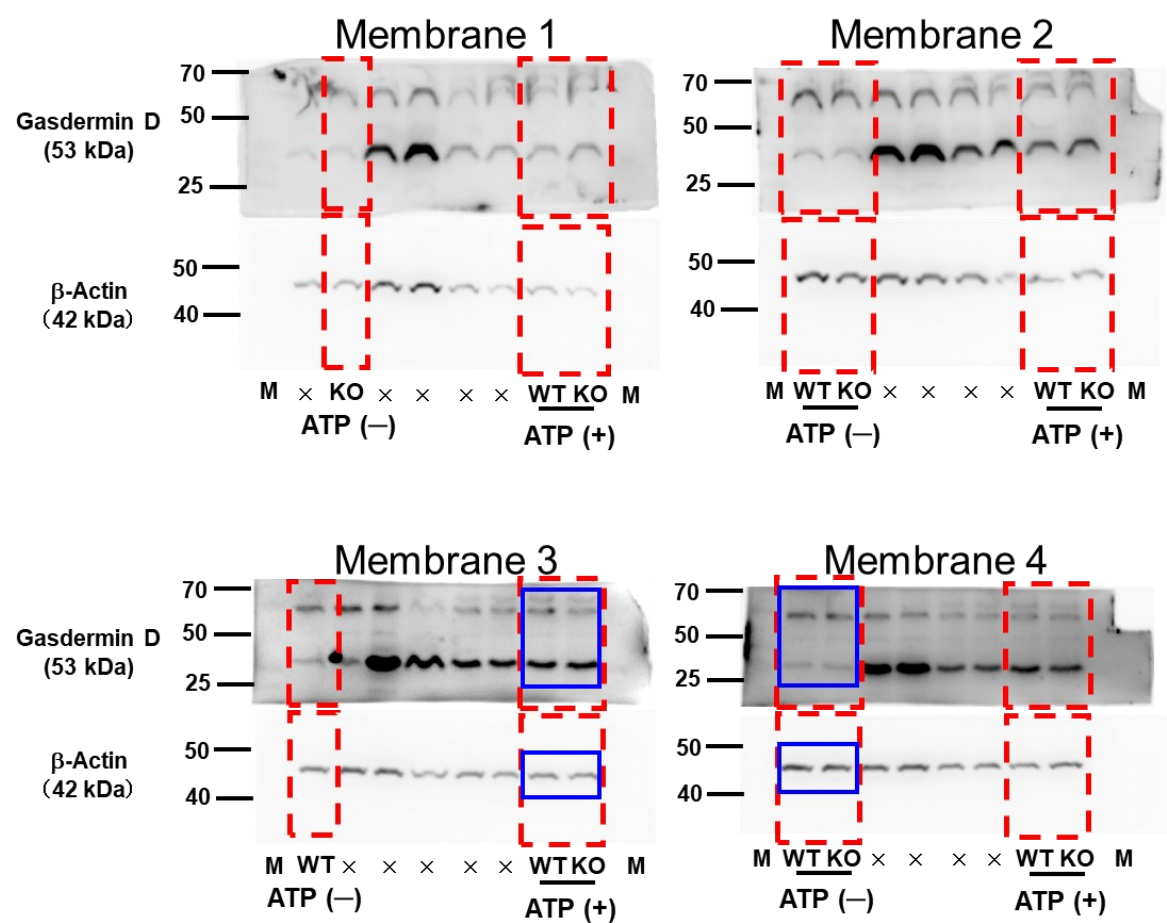 Membrane 1
Membrane 2
Gasdermin D
(53 kDa)
70
50
25
70
50
25
β-Actin
(42 kDa)
50
40
50
40
M × KO × × × × WT KO M
ATP (—)
ATP (+)
M WT KO × × × × WT KO M
ATP (—)
ATP (+)
Membrane 3
Membrane 4
Gasdermin D
(53 kDa)
70
50
25
70
50
25
β-Actin
(42 kDa)
50
40
50
40
M WT × × × × × WT KO M
ATP (—)
ATP (+)
M WT KO × × × × WT KO M
ATP (—)
ATP (+)